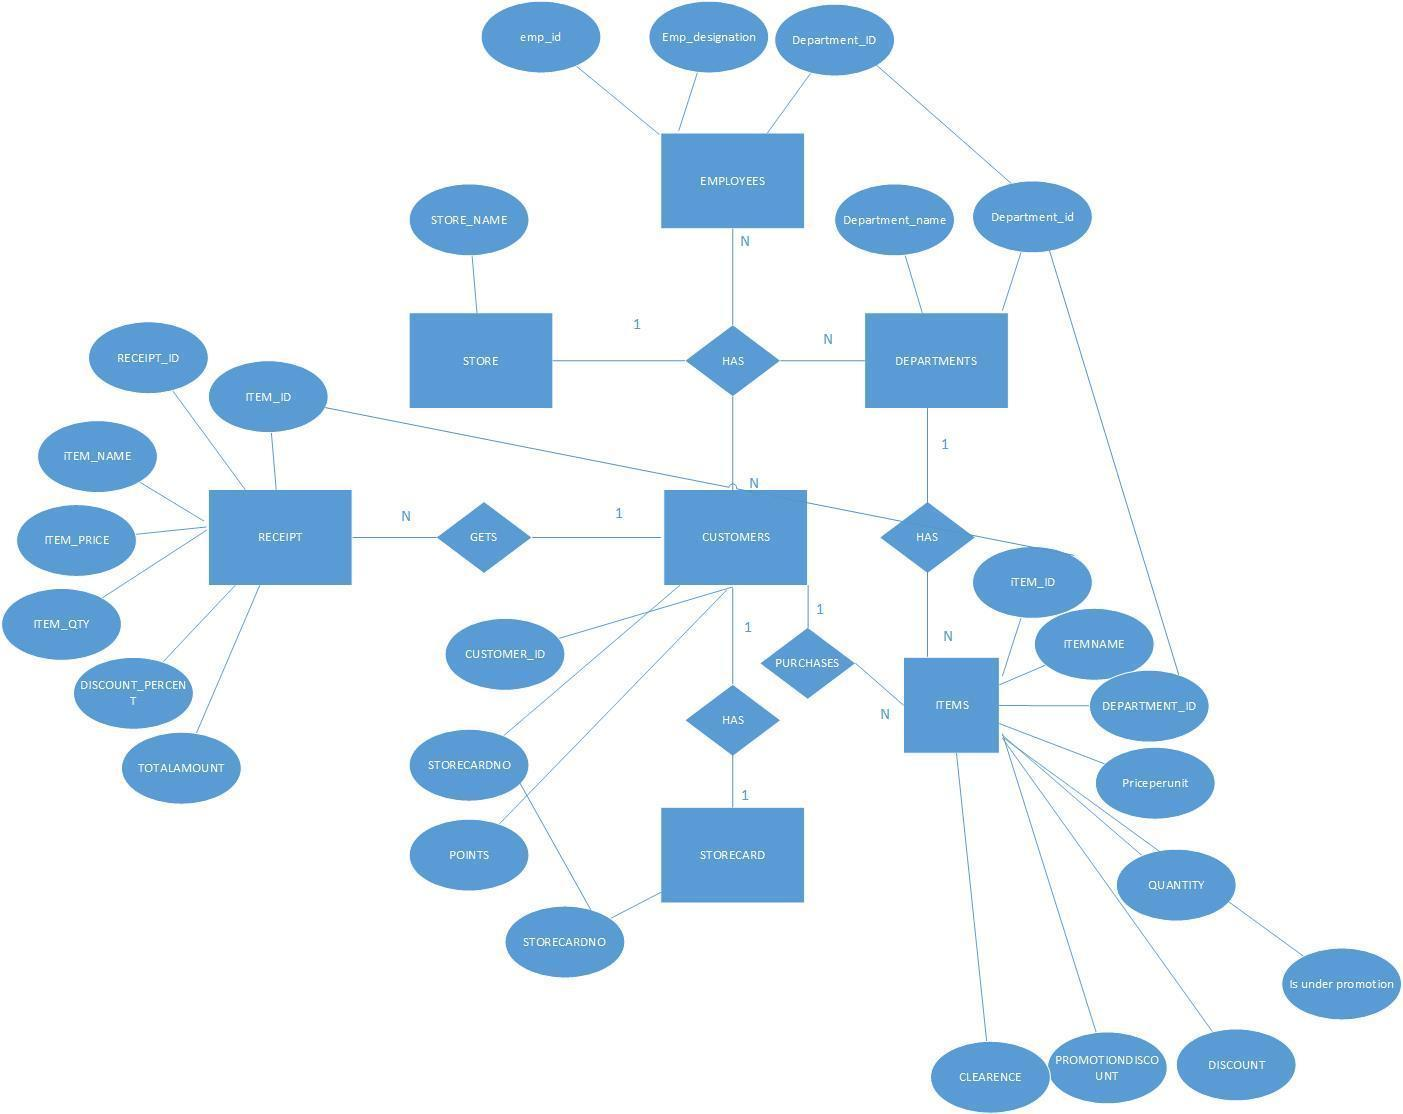 emp_id
Emp_designation
Department_ID
EMPLOYEES
STORE_NAME
Department_name
Department_id
N
1
N
STORE
HAS
DEPARTMENTS
RECEIPT_ID
ITEM_ID
iTEM_NAME
1
N
ITEM_PRICE
RECEIPT
N
GETS
1
CUSTOMERS
HAS
iTEM_ID
ITEM_QTY
1
1
N
ITEMNAME
CUSTOMER_ID
PURCHASES
DISCOUNT_PERCEN
T
HAS
N
ITEMS
DEPARTMENT_ID
TOTALAMOUNT
STORECARDNO
1
Priceperunit
POINTS
STORECARD
QUANTITY
STORECARDNO
Is under promotion
CLEARENCE
PROMOTIONDISCO
UNT
DISCOUNT